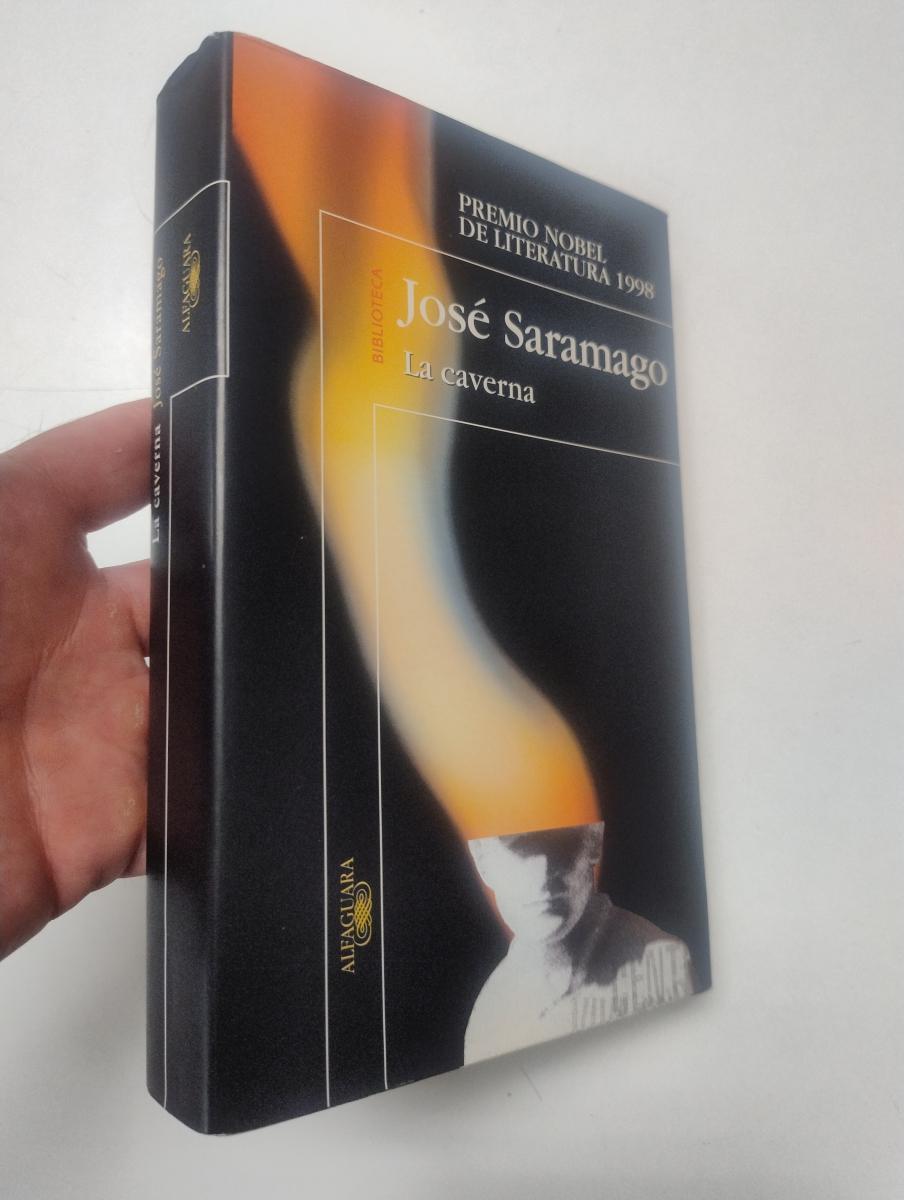 PREMIO NOBEL
DE LITERATURA 1998
BIBLIOTECA
José Saramago
La caverna
ALFAGUARA
La caverna José Saramago
ALFAGUARA